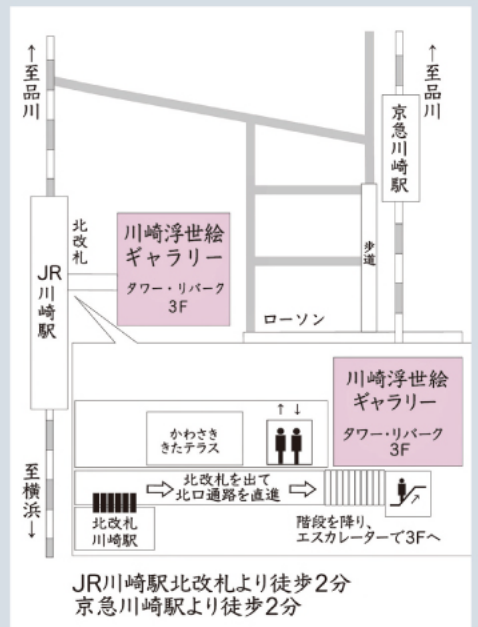 ↑至品川
↑至品川
京急川崎駅
北改札
JR川崎駅
川崎浮世絵
ギャラリー
タワー・リバーク
3F
歩道
ローソン
川崎浮世絵
ギャラリー
タワー・リバーク
3F
↑↓
かわさき
きたテラス
至横浜↓
北改札を出て
北口通路を直進
北改札
川崎駅
階段を降り、
エスカレーターで3Fへ
JR川崎駅北改札より徒歩2分
京急川崎駅より徒歩2分